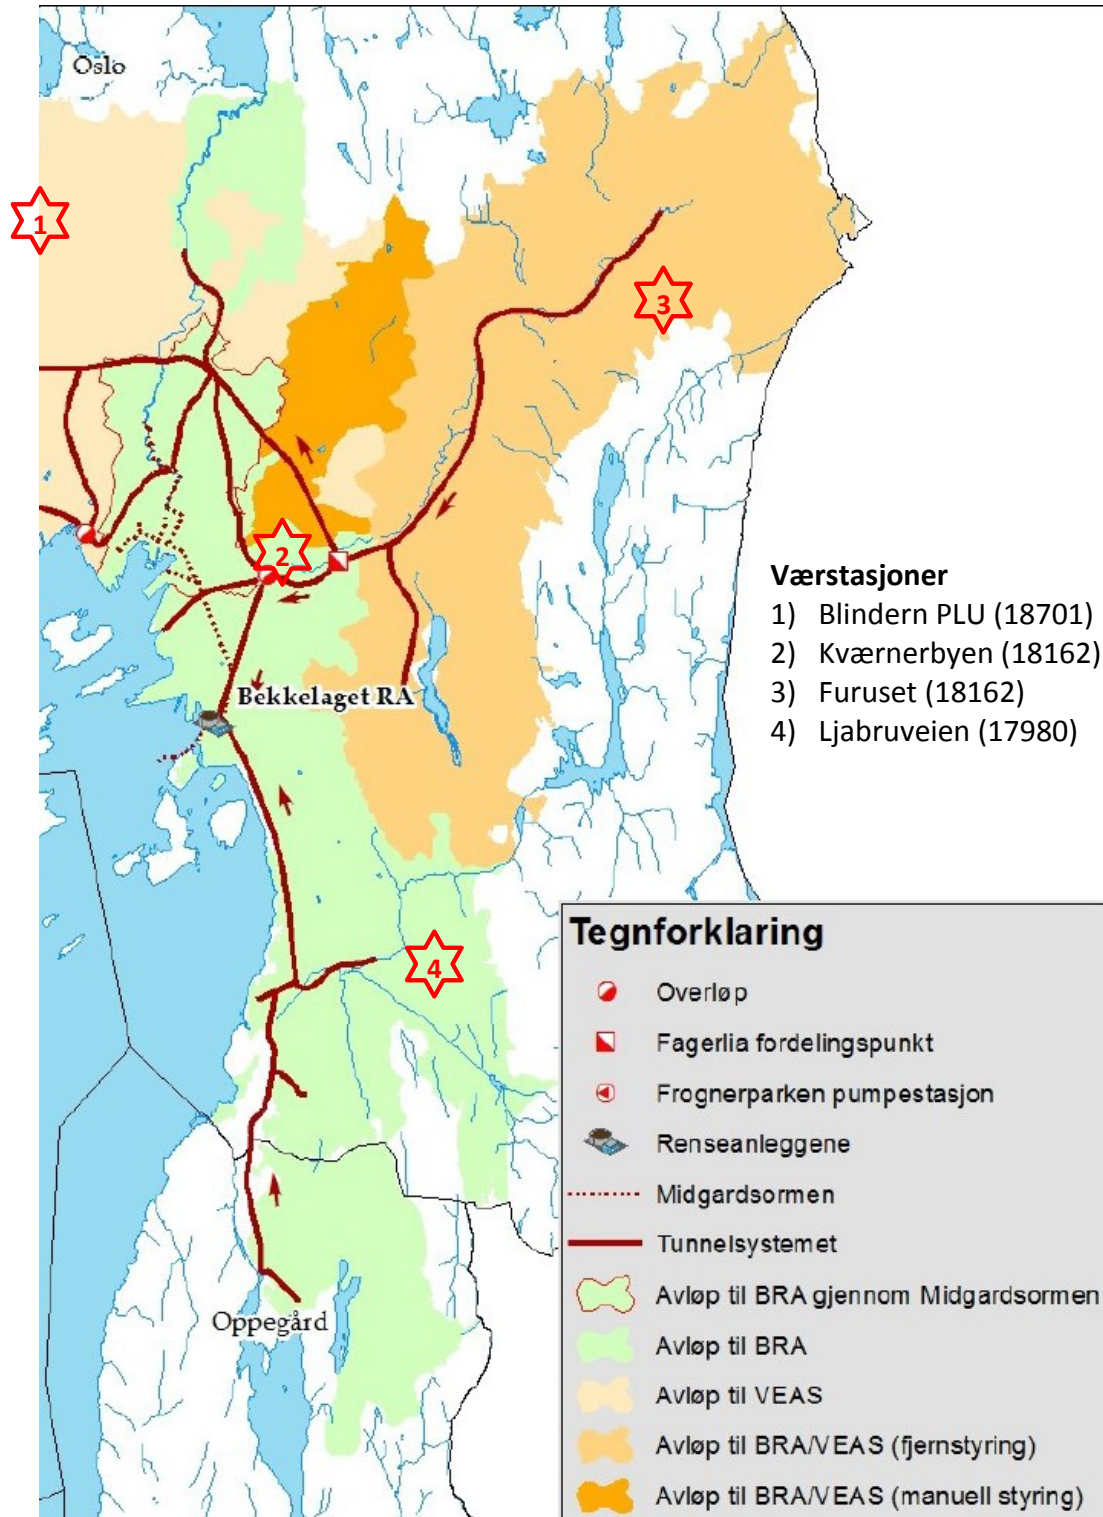 Oslo
1
3
2
Bekkelaget RA
4
Oppegård
Værstasjoner
1) Blindern PLU (18701)
2) Kværnerbyen (18162)
3) Furuset (18162)
4) Ljabruveien (17980)
Tegnforklaring
Overløp
Fagerlia fordelingspunkt
Frognerparken pumpestasjon
Renseanleggene
Midgardsormen
Tunnelsystemet
Avløp til BRA gjennom Midgardsormen
Avløp til BRA
Avløp til VEAS
Avløp til BRA/VEAS (fjernstyring)
Avløp til BRA/VEAS (manuell styring)